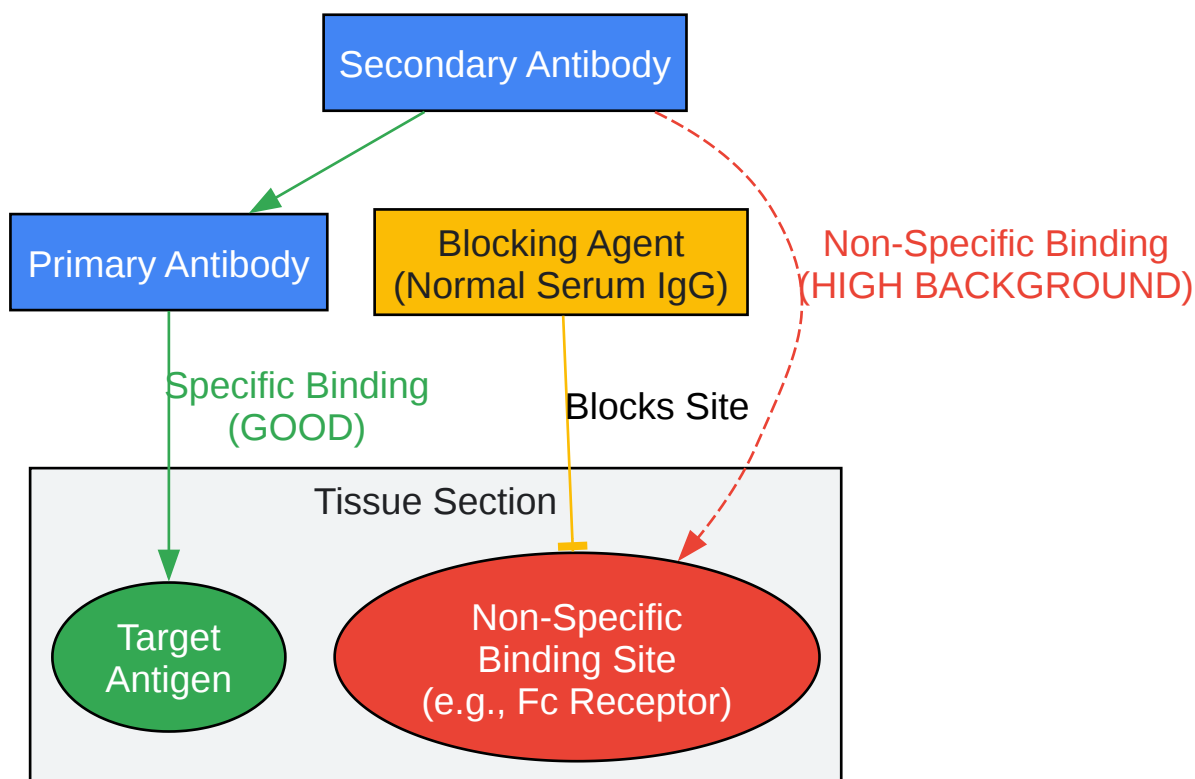 Secondary Antibody
Primary Antibody
Blocking Agent
(Normal Serum IgG)
Non-Specific Binding
(HIGH BACKGROUND)
Specific Binding
(GOOD)
Blocks Site
Tissue Section
Target
Antigen
Non-Specific
Binding Site
(e.g., Fc Receptor)